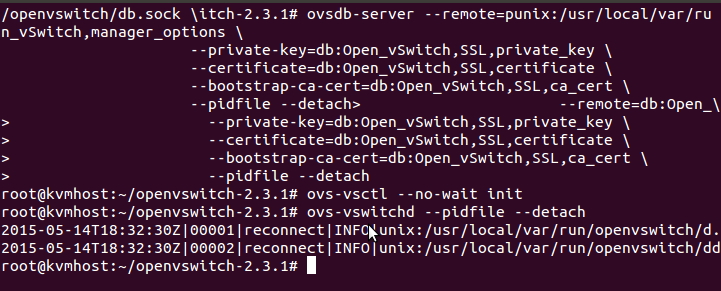 /openvswitch/db.sock \itch-2.3.1# ovsdb-server --remote=punix:/usr/local/var/ru
n_vSwitch,manager_options \
--private-key=db:Open_vSwitch,SSL,private_key \
--certificate=db:Open_vSwitch,SSL,certificate \
--bootstrap-ca-cert=db:Open_vSwitch,SSL,ca_cert \
--pidfile --detach> --remote=db:Open_\
> --private-key=db:Open_vSwitch,SSL,private_key \
> --certificate=db:Open_vSwitch,SSL,certificate \
> --bootstrap-ca-cert=db:Open_vSwitch,SSL,ca_cert \
> --pidfile --detach
root@kvmhost:~/openvswitch-2.3.1# ovs-vsctl --no-wait init
root@kvmhost:~/openvswitch-2.3.1# ovs-vswitchd --pidfile --detach
2015-05-14T18:32:30Z|00001|reconnect|INFO|unix:/usr/local/var/run/openvswitch/d.
2015-05-14T18:32:30Z|00002|reconnect|INFO|unix:/usr/local/var/run/openvswitch/dd
root@kvmhost:~/openvswitch-2.3.1#